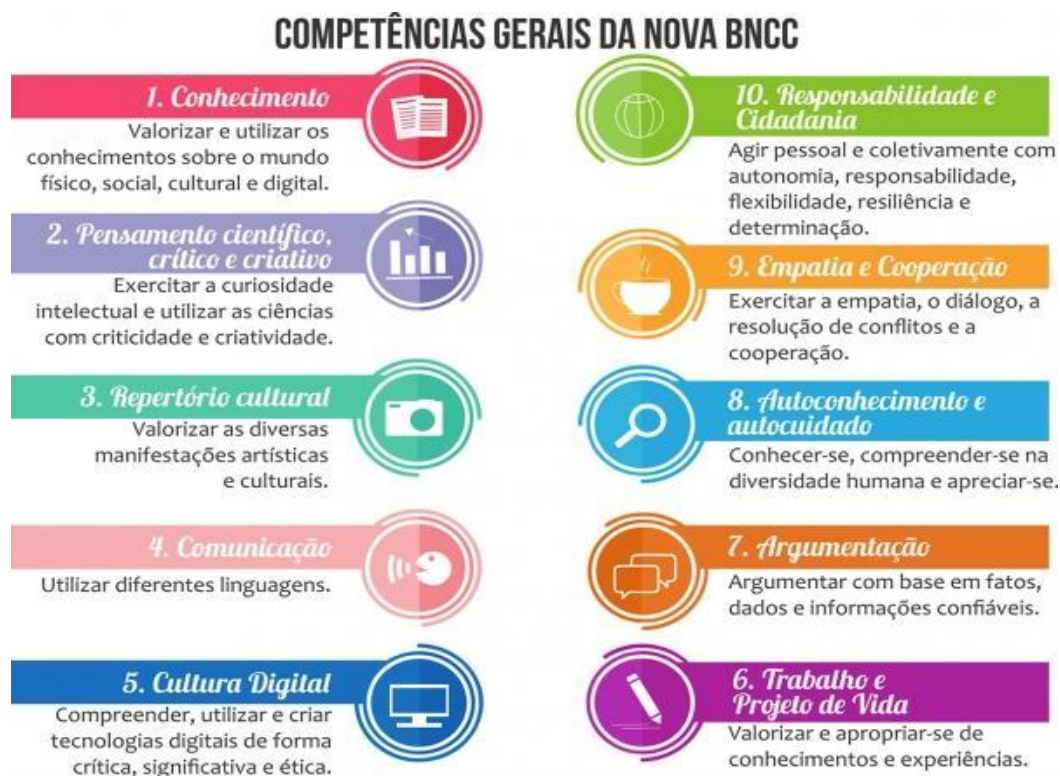 COMPETÊNCIAS GERAIS DA NOVA BNCC
1. Conhecimento
Valorizar e utilizar os
conhecimentos sobre o mundo
físico, social, cultural e digital.
2. Pensamento científico,
crítico e criativo
Exercitar a curiosidade
intelectual e utilizar as ciências
com criticidade e criatividade.
3. Repertório cultural
Valorizar as diversas
manifestações artísticas
e culturais.
4. Comunicação
Utilizar diferentes linguagens.
5. Cultura Digital
Compreender, utilizar e criar
tecnologias digitais de forma
crítica, significativa e ética.
10. Responsabilidade e
Cidadania
Agir pessoal e coletivamente com
autonomia, responsabilidade,
flexibilidade, resiliência e
determinação.
9. Empatia e Cooperação
Exercitar a empatia, o diálogo, a
resolução de conflitos e a
cooperação.
8. Autoconhecimento e
autocuidado
Conhecer-se, compreender-se na
diversidade humana e apreciar-se.
7. Argumentação
Argumentar com base em fatos,
dados e informações confiáveis.
6. Trabalho e
Projeto de Vida
Valorizar e apropriar-se de
conhecimentos e experiências.